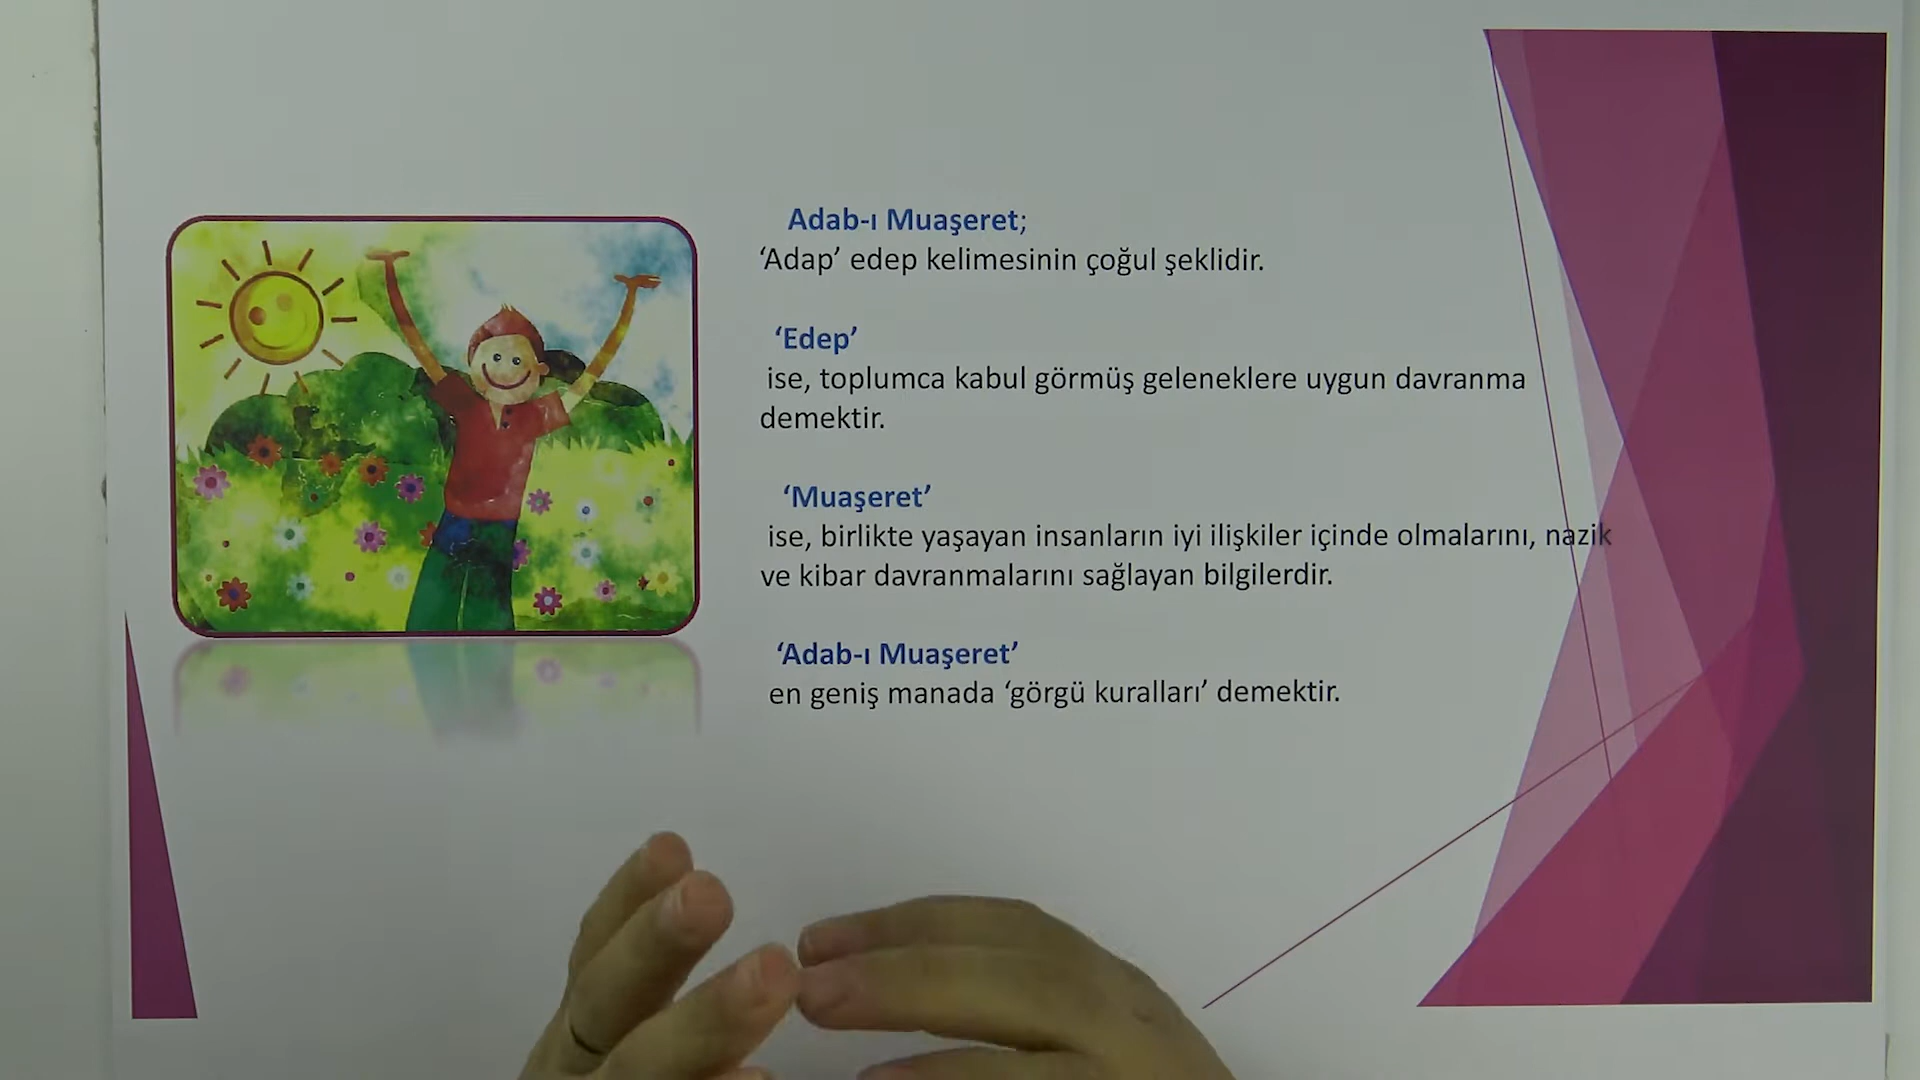 Adab-ı Muaşeret;
‘Adap’ edep kelimesinin çoğul şeklidir.
‘Edep’
ise, toplumca kabul görmüş geleneklere uygun davranma
demektir.
‘Muaşeret’
ise, birlikte yaşayan insanların iyi ilişkiler içinde olmalarını, nazik
ve kibar davranmalarını sağlayan bilgilerdir.
‘Adab-ı Muaşeret’
en geniş manada ‘görgü kuralları’ demektir.